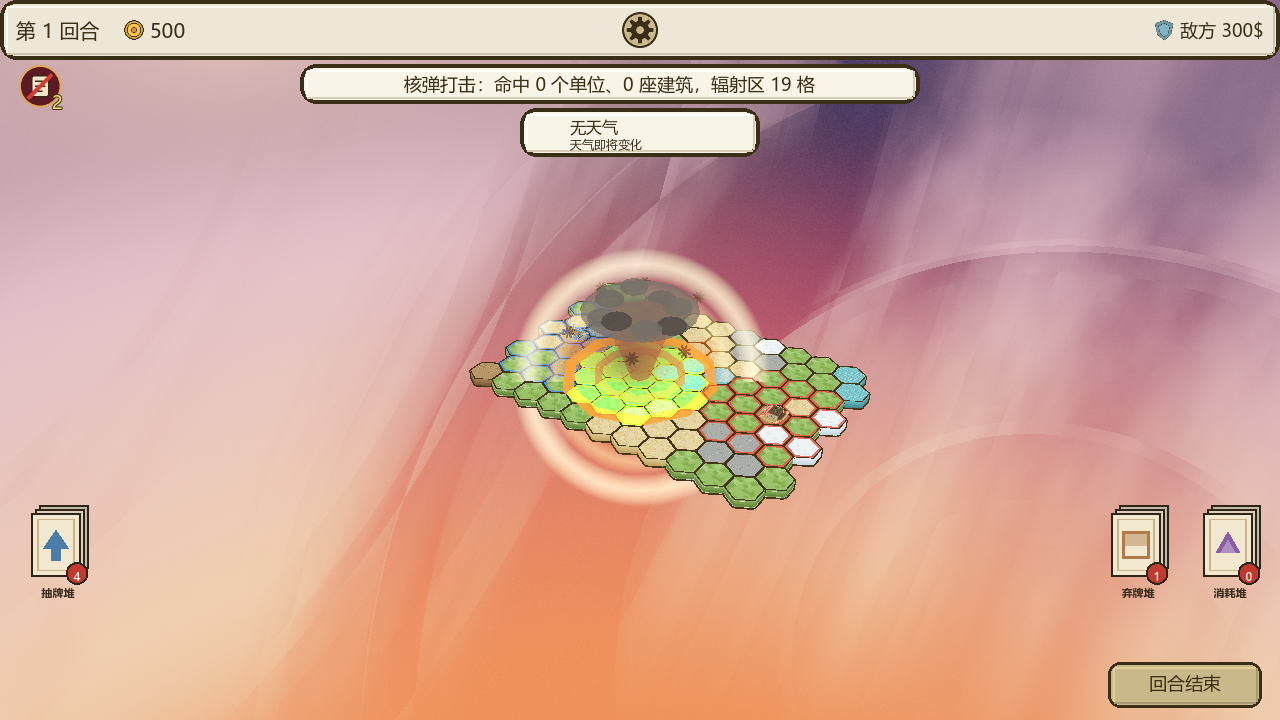 第 1 回合
500
敌方 300$
2
核弹打击：命中 0 个单位、0 座建筑，辐射区 19 格
无天气
天气即将变化
4
抽牌堆
1
弃牌堆
0
消耗堆
回合结束